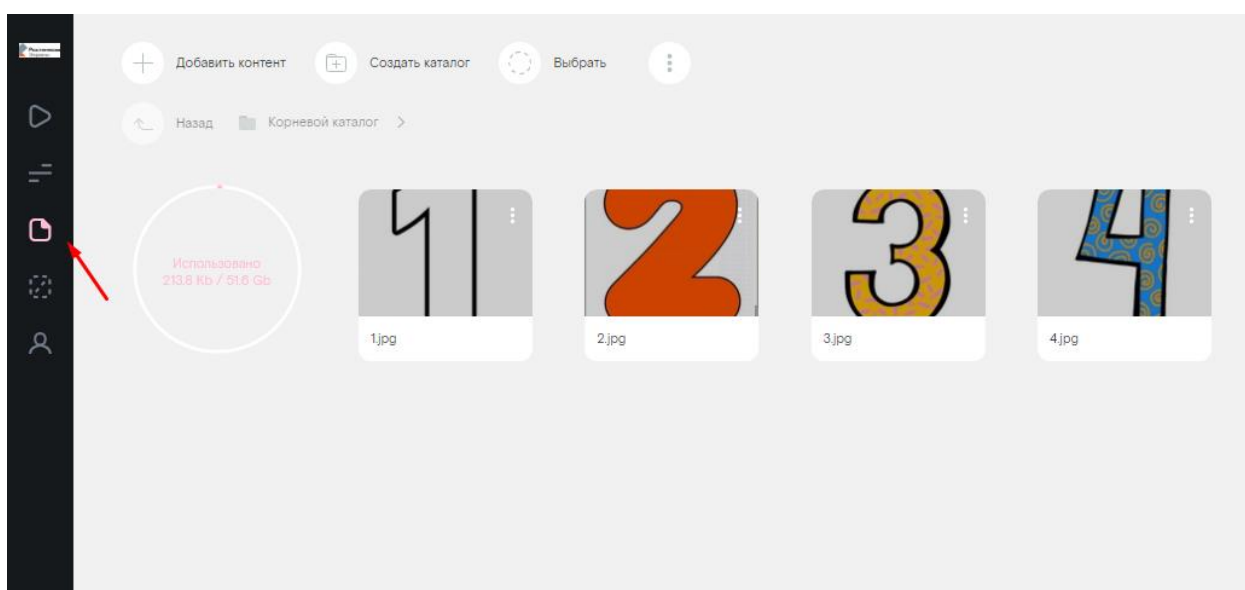 Добавить контент
Создать каталог
Выбрать
Назад
Корневой каталог
Использовано
213.8 Kb / 51.6 Gb
1.jpg
2.jpg
3.jpg
4.jpg